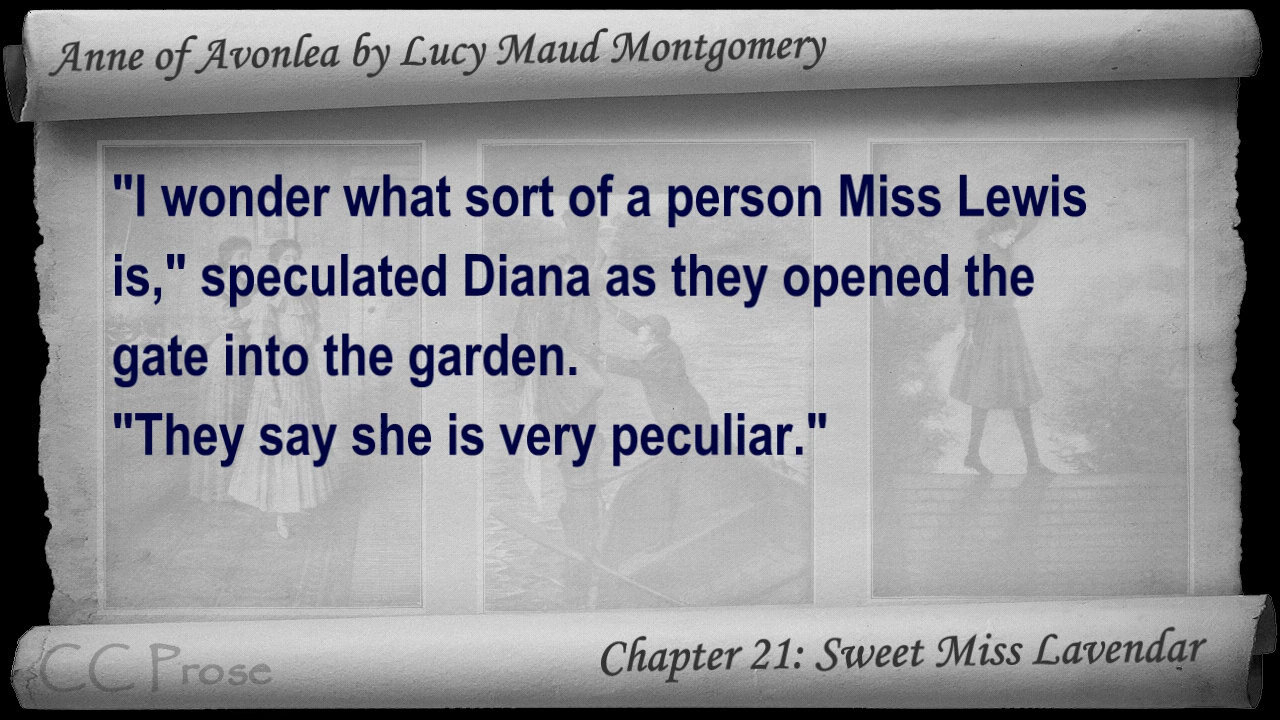 Anne of Avonlea by Lucy Maud Montgomery
"I wonder what sort of a person Miss Lewis
is," speculated Diana as they opened the
gate into the garden.
"They say she is very peculiar."
CC Prose
Chapter 21: Sweet Miss Lavendar